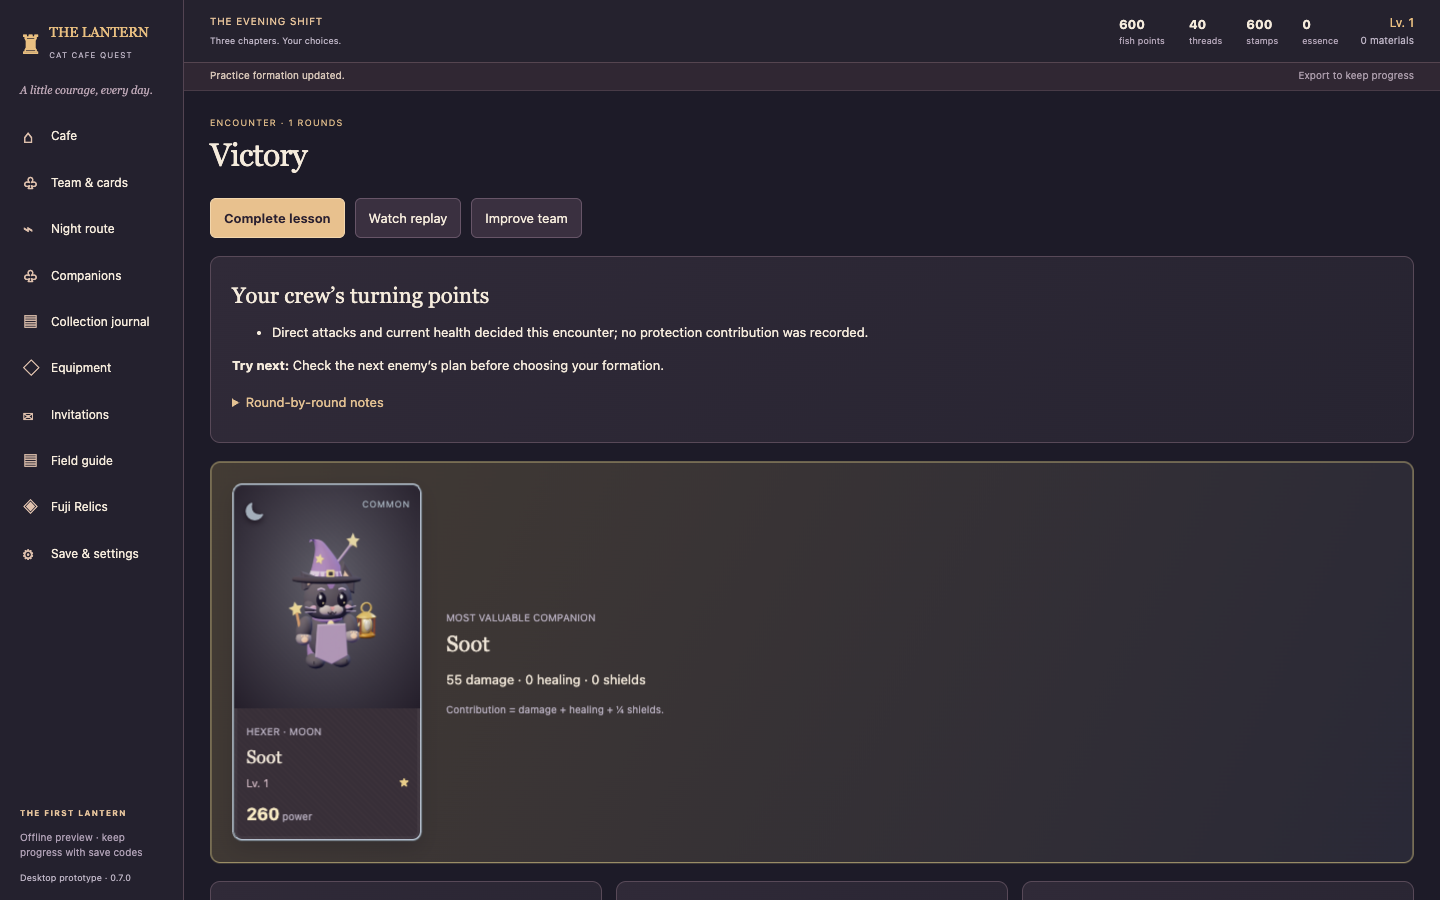 THE LANTERN
CAT CAFE QUEST
A little courage, every day.
Cafe
Team & cards
Night route
Companions
Collection journal
Equipment
Invitations
Field guide
Fuji Relics
Save & settings
THE FIRST LANTERN
Offline preview · keep
progress with save codes
Desktop prototype · 0.7.0
THE EVENING SHIFT
Three chapters. Your choices.
600
fish points
40
threads
600
stamps
0
essence
Lv. 1
0 materials
Practice formation updated.
Export to keep progress
ENCOUNTER · 1 ROUNDS
Victory
Complete lesson
Watch replay
Improve team
Your crew’s turning points
• Direct attacks and current health decided this encounter; no protection contribution was recorded.
Try next: Check the next enemy’s plan before choosing your formation.
Round-by-round notes
COMMON
HEXER · MOON
Soot
Lv. 1
260 power
MOST VALUABLE COMPANION
Soot
55 damage · 0 healing · 0 shields
Contribution = damage + healing + ¼ shields.